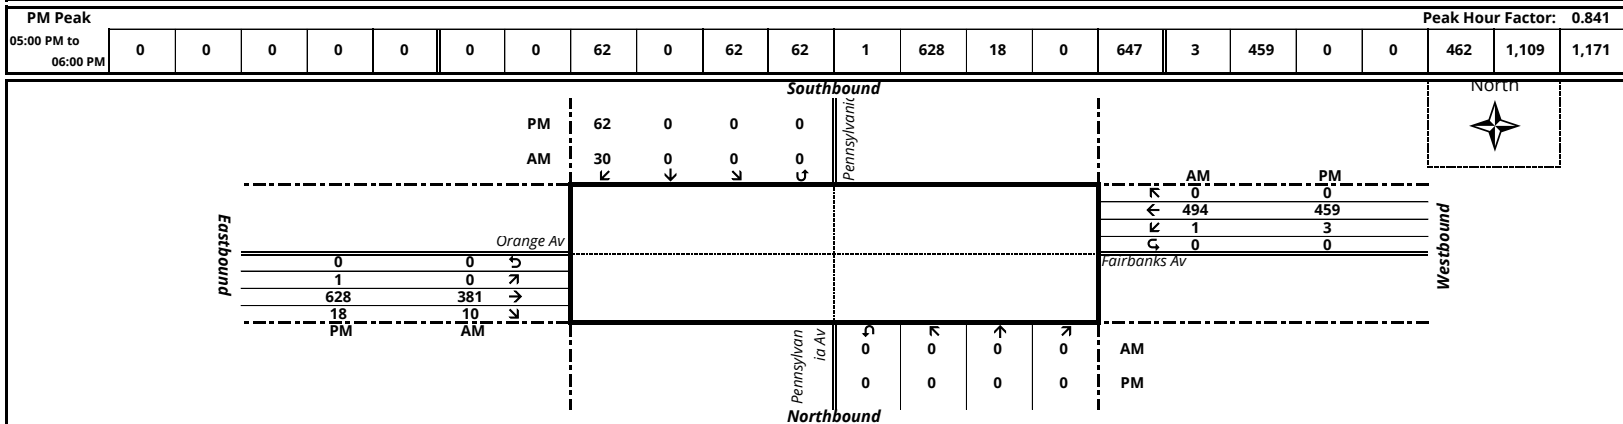 PM Peak Peak Hour Factor: 0.841
05:00 PM to 06:00 PM 0 0 0 0 0 0 0 62 0 62 62 1 628 18 0 647 3 459 0 0 462 1,109 1,171
Southbound
North
PM 62 0 0 0
Pennsylvania
AM 30 0 0 0
↙ ↓ ↘ ↺
AM PM
↖ 0 0
← 494 459
↙ 1 3
0 0
Eastbound
Westbound
Orange Av
Fairbanks Av
0 0
1 0 ↗
628 381 →
18 10 ↘
PM AM
Pennsylvan
ia Av
↖ ↑ ↗
0 0 0 0 AM
0 0 0 0 PM
Northbound